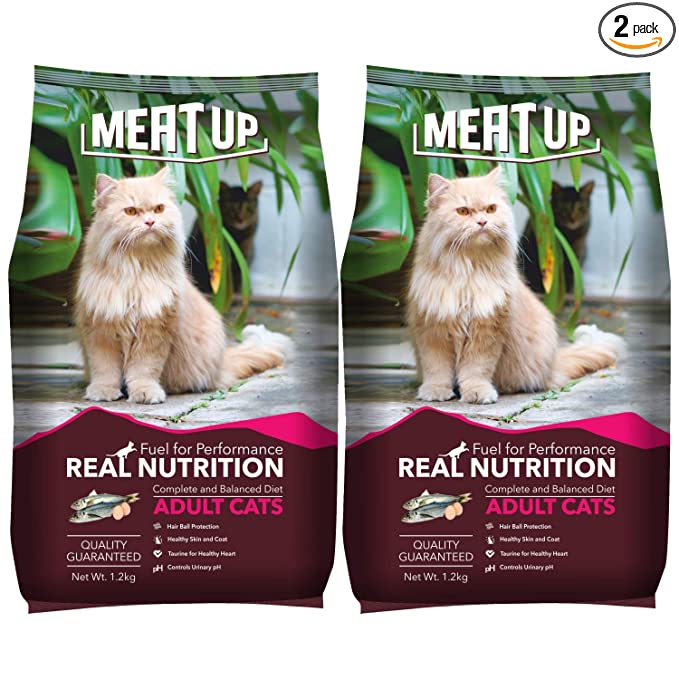 2 pack
MEAT UP
Fuel for Performance
REAL NUTRITION
Complete and Balanced Diet
ADULT CATS
Hair Ball Protection
Healthy Skin and Coat
Taurine for Healthy Heart
pH Controls Urinary pH
QUALITY
GUARANTEED
Net Wt. 1.2kg
MEAT UP
Fuel for Performance
REAL NUTRITION
Complete and Balanced Diet
ADULT CATS
Hair Ball Protection
Healthy Skin and Coat
Taurine for Healthy Heart
pH Controls Urinary pH
QUALITY
GUARANTEED
Net Wt. 1.2kg